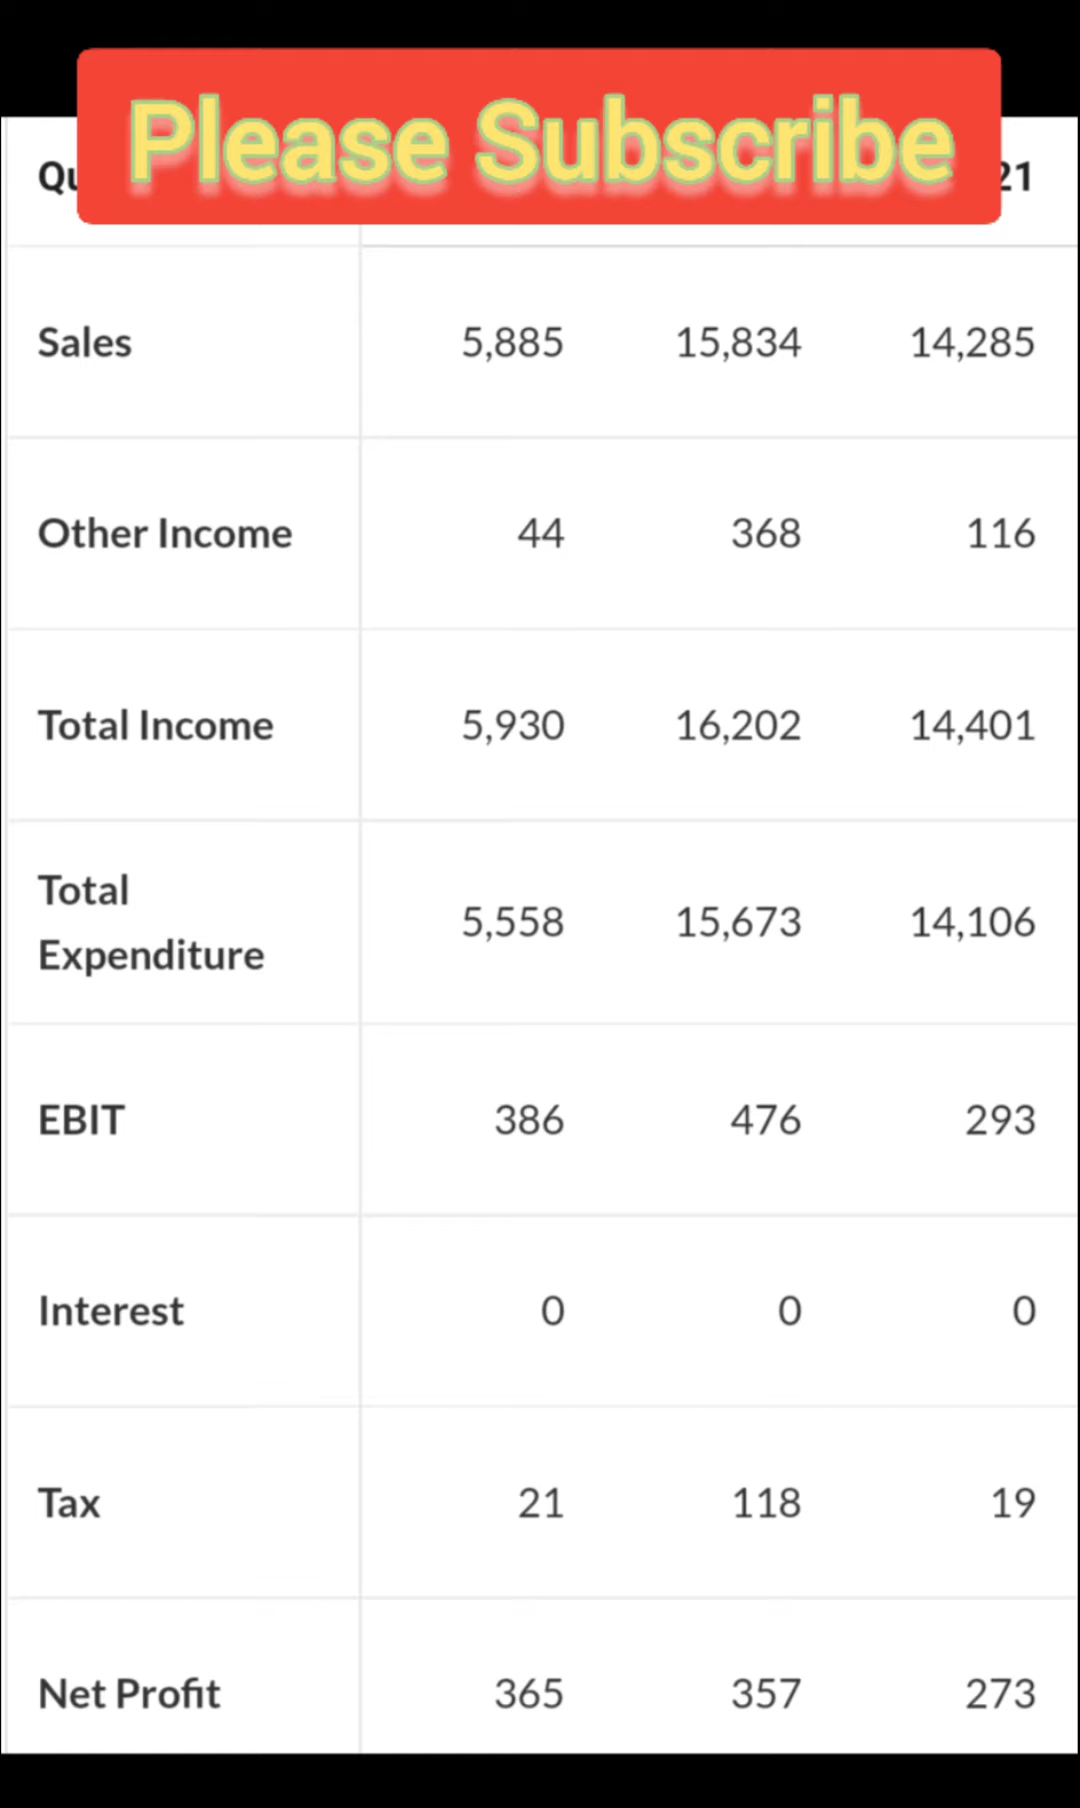 Please Subscribe
21
Sales 5,885 15,834 14,285
Other Income 44 368 116
Total Income 5,930 16,202 14,401
Total
Expenditure 5,558 15,673 14,106
EBIT 386 476 293
Interest 0 0 0
Tax 21 118 19
Net Profit 365 357 273